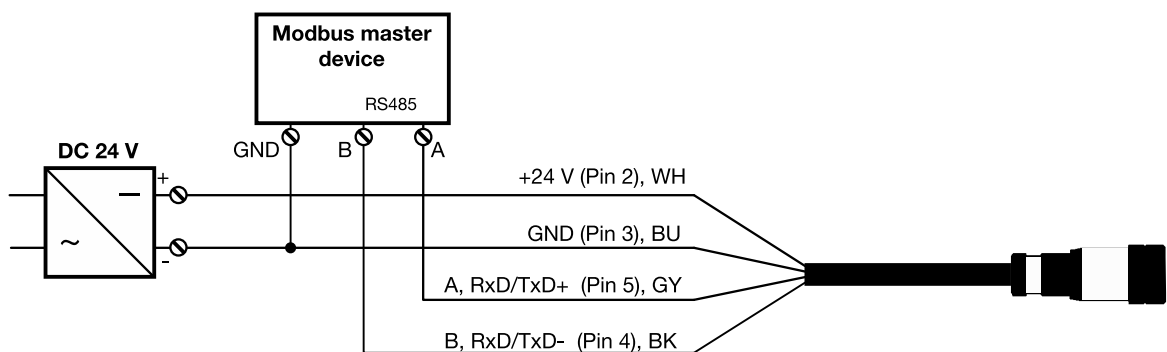 Modbus master
device
RS485
GND
B
A
DC 24 V
+
-
~
+24 V (Pin 2), WH
GND (Pin 3), BU
A, RxD/TxD+ (Pin 5), GY
B, RxD/TxD- (Pin 4), BK